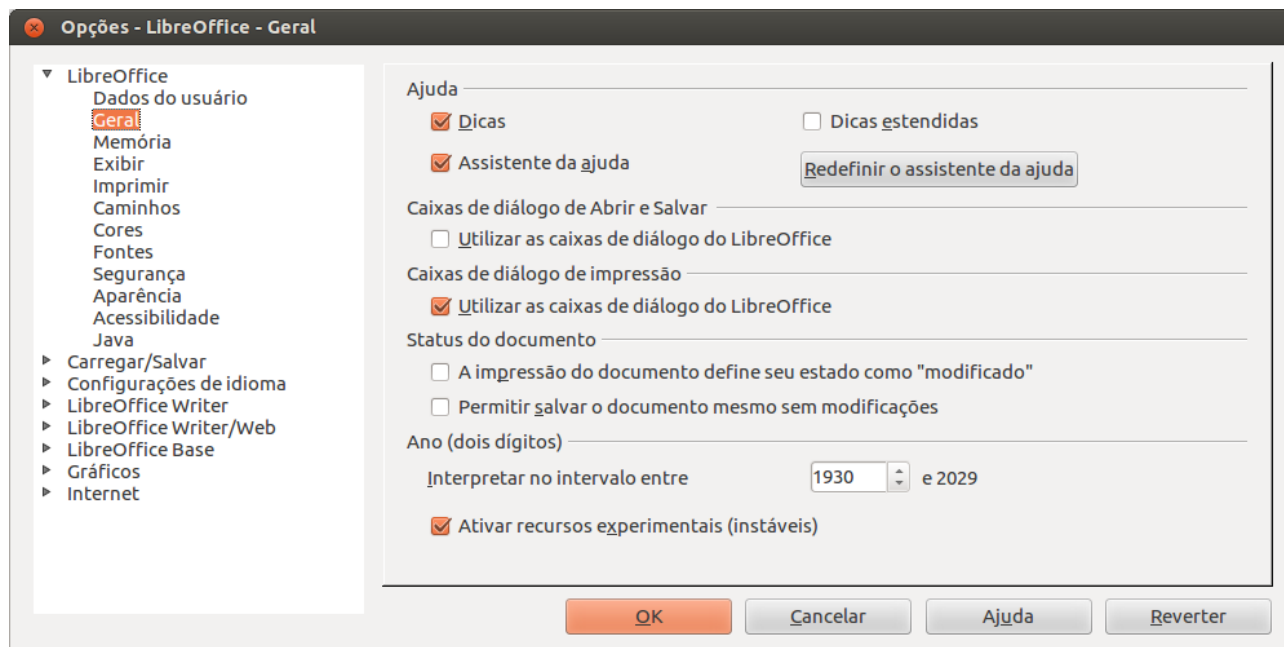 Opções - LibreOffice - Geral
LibreOffice
Dados do usuário
Geral
Memória
Exibir
Imprimir
Caminhos
Cores
Fontes
Segurança
Aparência
Acessibilidade
Java
Carregar/Salvar
Configurações de idioma
LibreOffice Writer
LibreOffice Writer/Web
LibreOffice Base
Gráficos
Internet
Ajuda
Dicas
Dicas estendidas
Assistente da ajuda
Redefinir o assistente da ajuda
Caixas de diálogo de Abrir e Salvar
Utilizar as caixas de diálogo do LibreOffice
Caixas de diálogo de impressão
Utilizar as caixas de diálogo do LibreOffice
Status do documento
A impressão do documento define seu estado como "modificado"
Permitir salvar o documento mesmo sem modificações
Ano (dois dígitos)
Interpretar no intervalo entre 1930 e 2029
Ativar recursos experimentais (instáveis)
OK Cancelar Ajuda Reverter